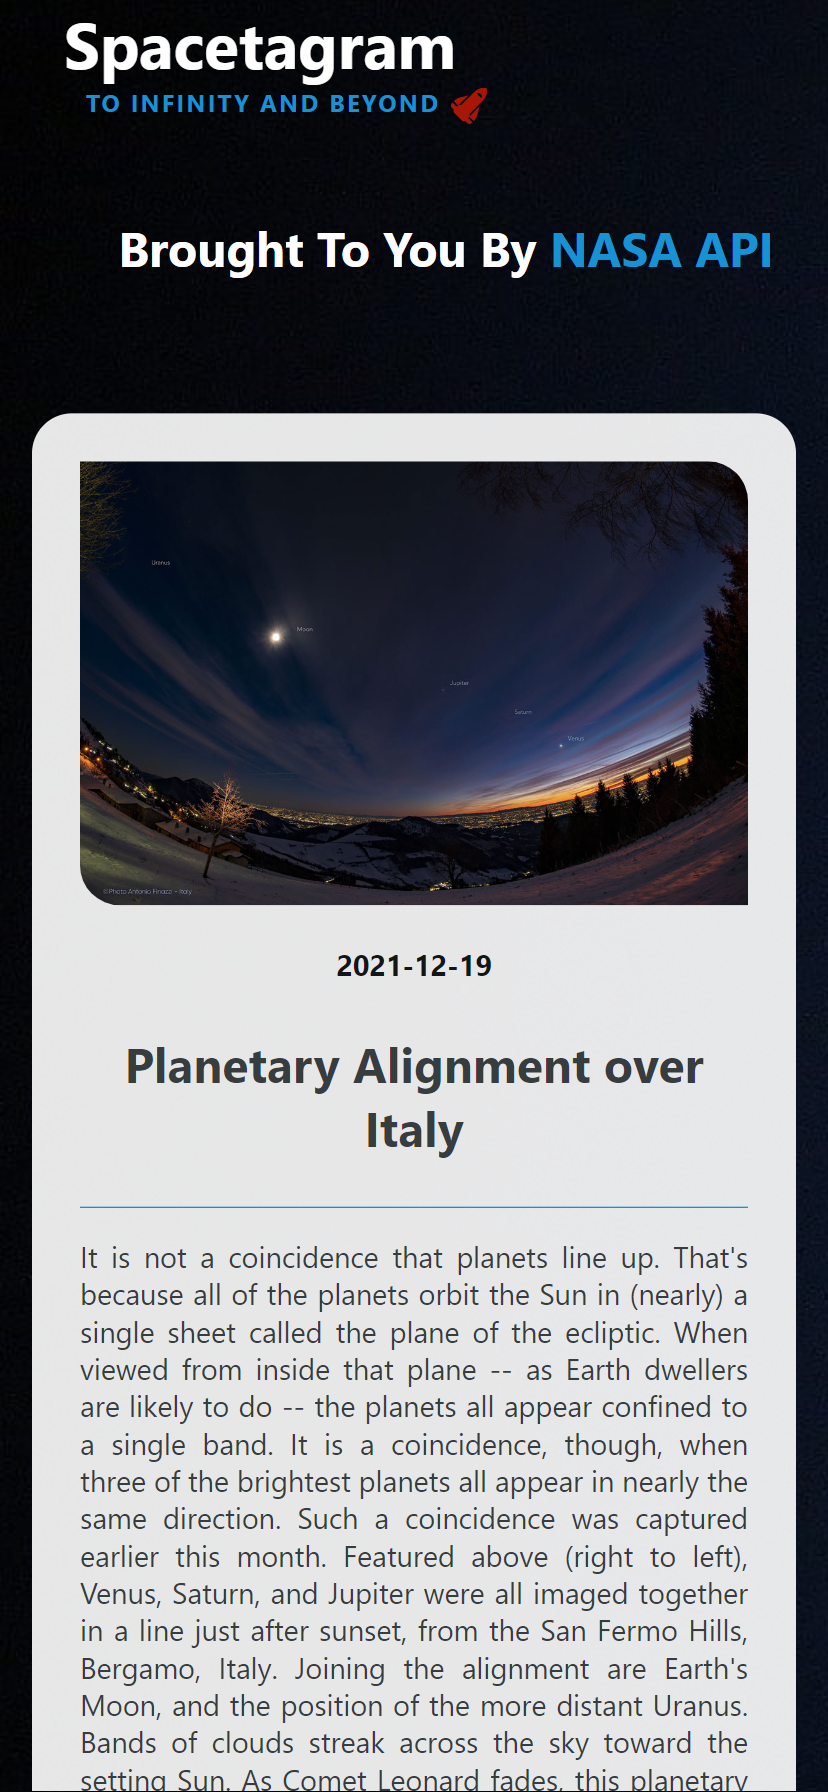 Spacetagram
TO INFINITY AND BEYOND
Brought To You By NASA API
Uranus
Moon
Jupiter
Saturn
Venus
©Photo Antonio Finazzi - Italy
2021-12-19
Planetary Alignment over
Italy
It is not a coincidence that planets line up. That's
because all of the planets orbit the Sun in (nearly) a
single sheet called the plane of the ecliptic. When
viewed from inside that plane -- as Earth dwellers
are likely to do -- the planets all appear confined to
a single band. It is a coincidence, though, when
three of the brightest planets all appear in nearly the
same direction. Such a coincidence was captured
earlier this month. Featured above (right to left),
Venus, Saturn, and Jupiter were all imaged together
in a line just after sunset, from the San Fermo Hills,
Bergamo, Italy. Joining the alignment are Earth's
Moon, and the position of the more distant Uranus.
Bands of clouds streak across the sky toward the
setting Sun. As Comet Leonard fades, this planetary